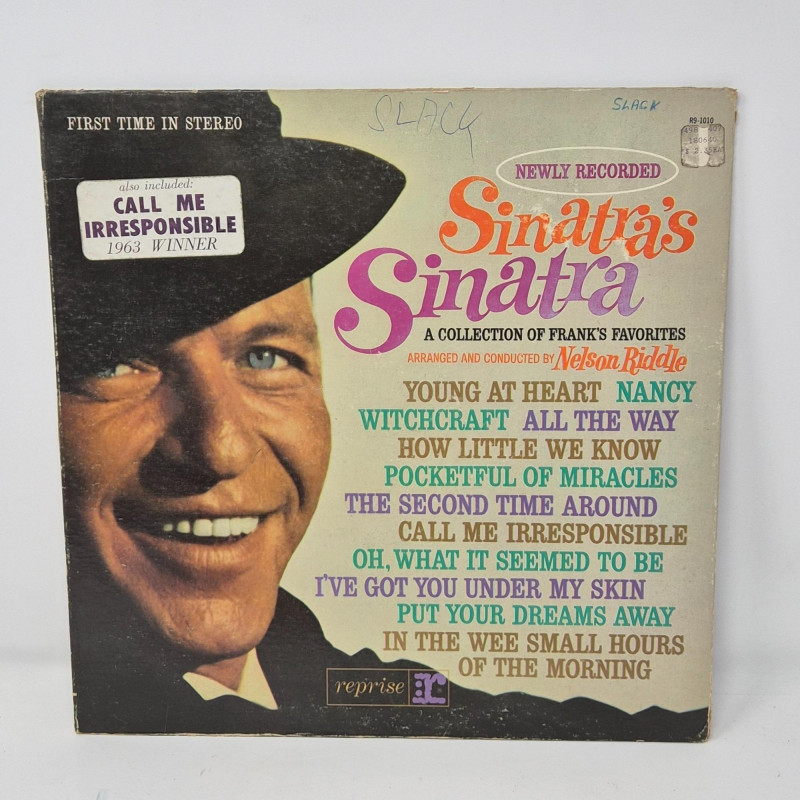 SLACK
SLACK
FIRST TIME IN STEREO
R9-1010
also included:
CALL ME
IRRESPONSIBLE
1963 WINNER
NEWLY RECORDED
Sinatra's
Sinatra
A COLLECTION OF FRANK'S FAVORITES
ARRANGED AND CONDUCTED BY Nelson Riddle
YOUNG AT HEART NANCY
WITCHCRAFT ALL THE WAY
HOW LITTLE WE KNOW
POCKETFUL OF MIRACLES
THE SECOND TIME AROUND
CALL ME IRRESPONSIBLE
OH, WHAT IT SEEMED TO BE
I'VE GOT YOU UNDER MY SKIN
PUT YOUR DREAMS AWAY
IN THE WEE SMALL HOURS
OF THE MORNING
reprise r